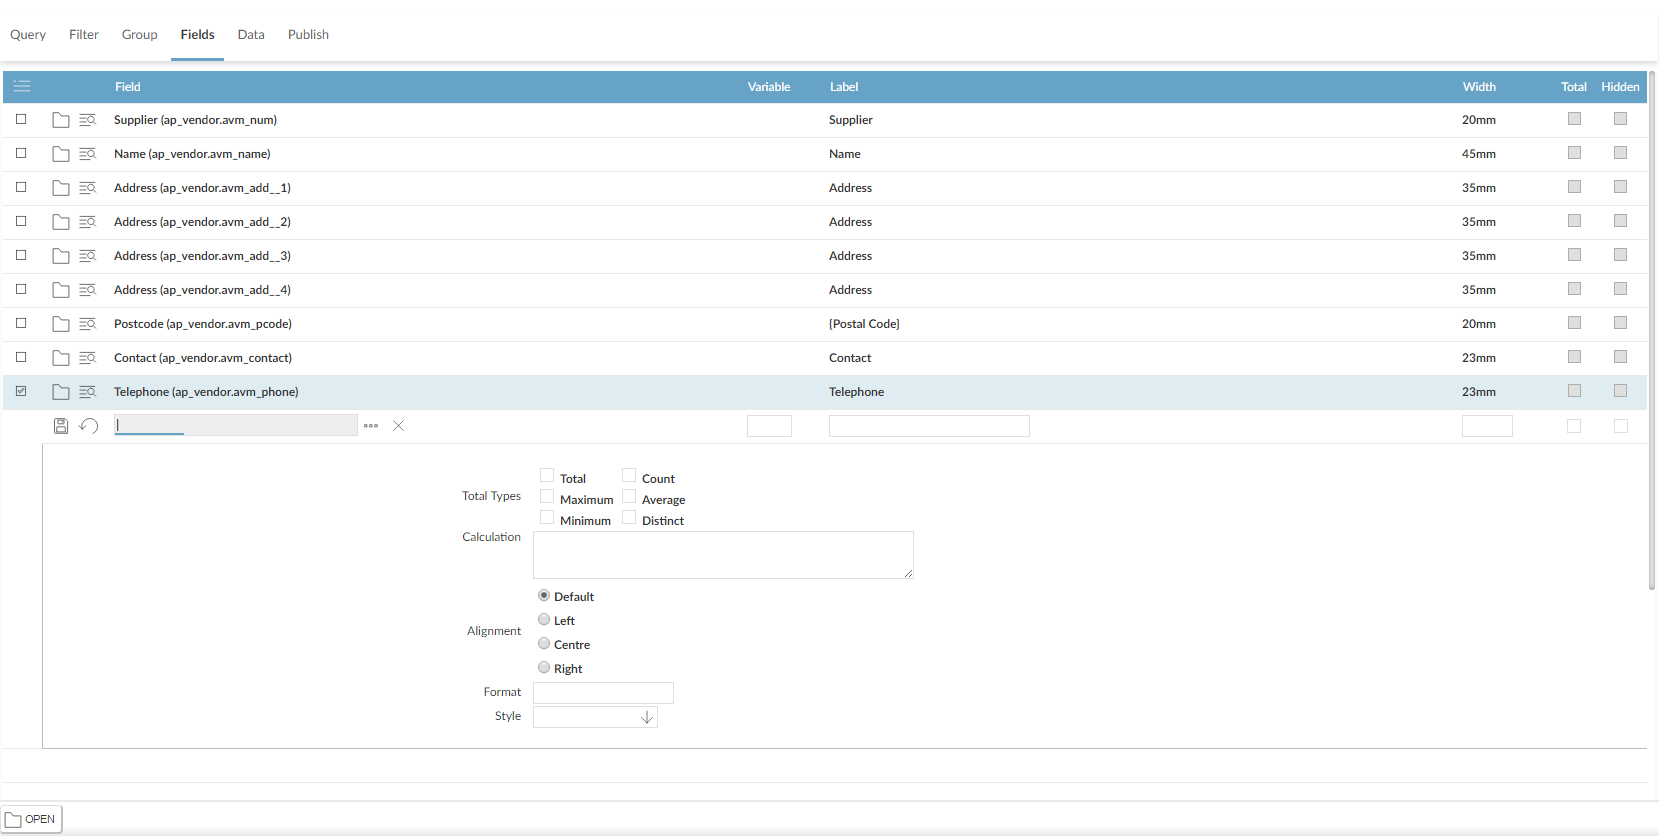 Query Filter Group Fields Data Publish
Field Variable Label Width Total Hidden
Supplier (ap_vendor.avm_num) Supplier 20mm
Name (ap_vendor.avm_name) Name 45mm
Address (ap_vendor.avm_add__1) Address 35mm
Address (ap_vendor.avm_add__2) Address 35mm
Address (ap_vendor.avm_add__3) Address 35mm
Address (ap_vendor.avm_add__4) Address 35mm
Postcode (ap_vendor.avm_pcode) {Postal Code} 20mm
Contact (ap_vendor.avm_contact) Contact 23mm
Telephone (ap_vendor.avm_phone) Telephone 23mm
Total Types
Total Count
Maximum Average
Minimum Distinct
Calculation
Alignment
Default
Left
Centre
Right
Format
Style
OPEN